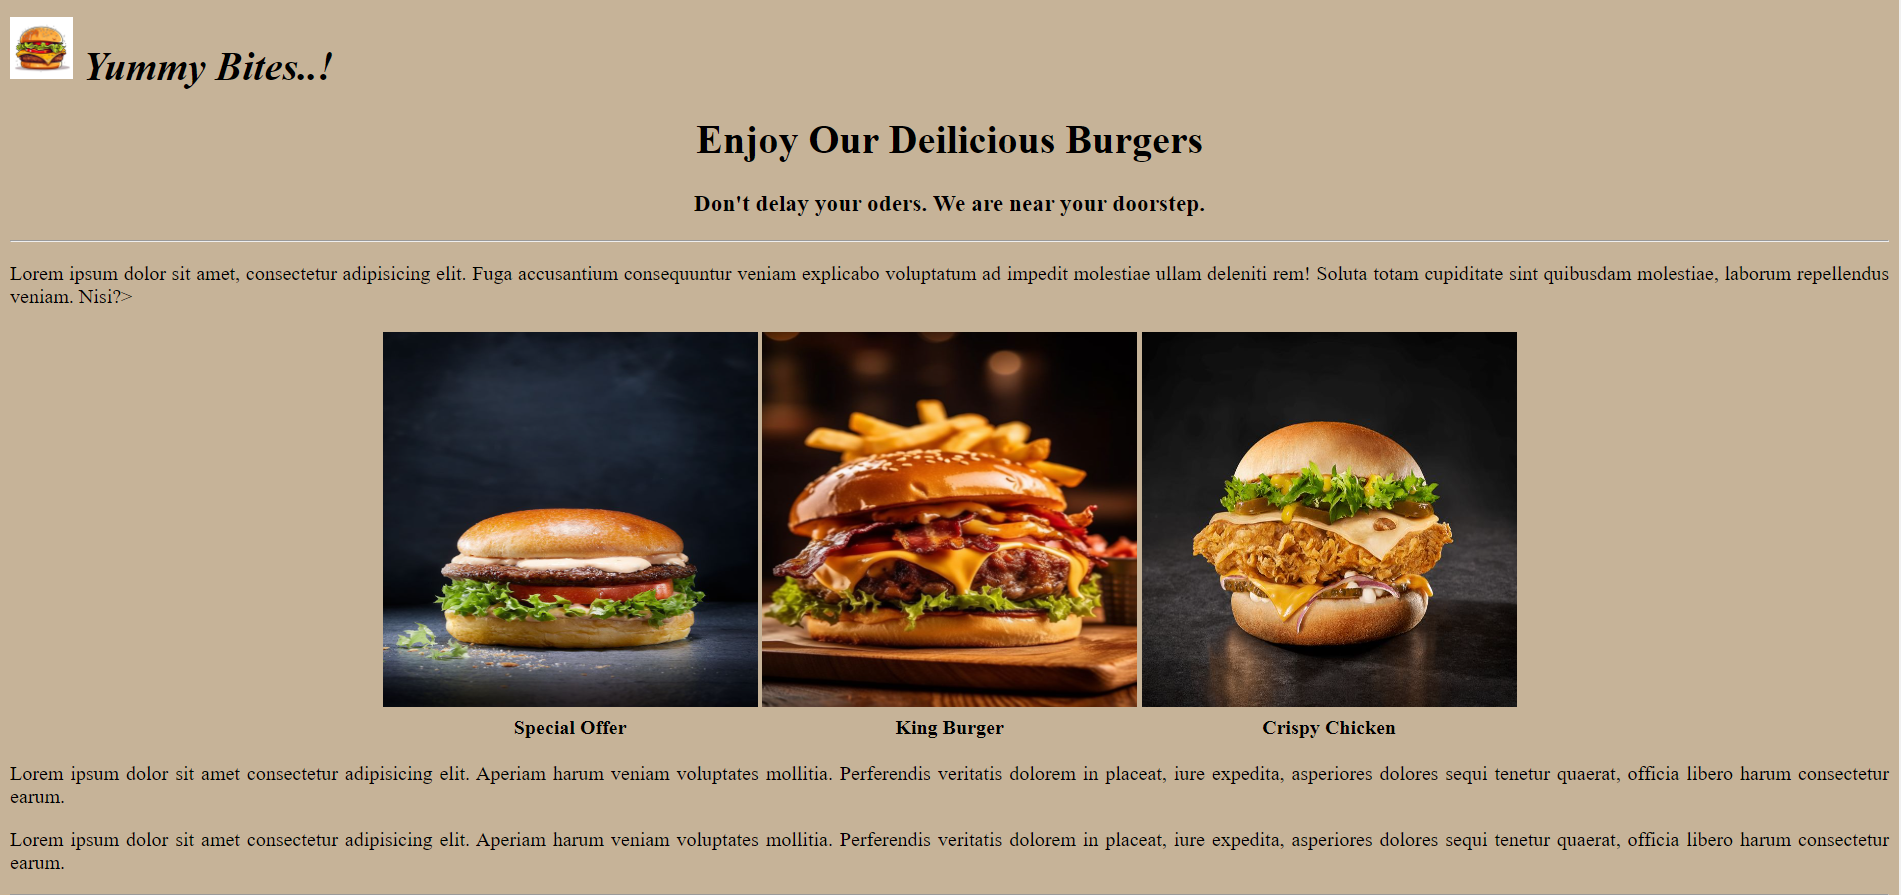 Yummy Bites..!
Enjoy Our Deilicious Burgers
Don't delay your oders. We are near your doorstep.
Lorem ipsum dolor sit amet, consectetur adipisicing elit. Fuga accusantium consequuntur veniam explicabo voluptatum ad impedit molestiae ullam deleniti rem! Soluta totam cupiditate sint quibusdam molestiae, laborum repellendus
veniam. Nisi?>
Special Offer King Burger Crispy Chicken
Lorem ipsum dolor sit amet consectetur adipisicing elit. Aperiam harum veniam voluptates mollitia. Perferendis veritatis dolorem in placeat, iure expedita, asperiores dolores sequi tenetur quaerat, officia libero harum consectetur
earum.
Lorem ipsum dolor sit amet consectetur adipisicing elit. Aperiam harum veniam voluptates mollitia. Perferendis veritatis dolorem in placeat, iure expedita, asperiores dolores sequi tenetur quaerat, officia libero harum consectetur
earum.